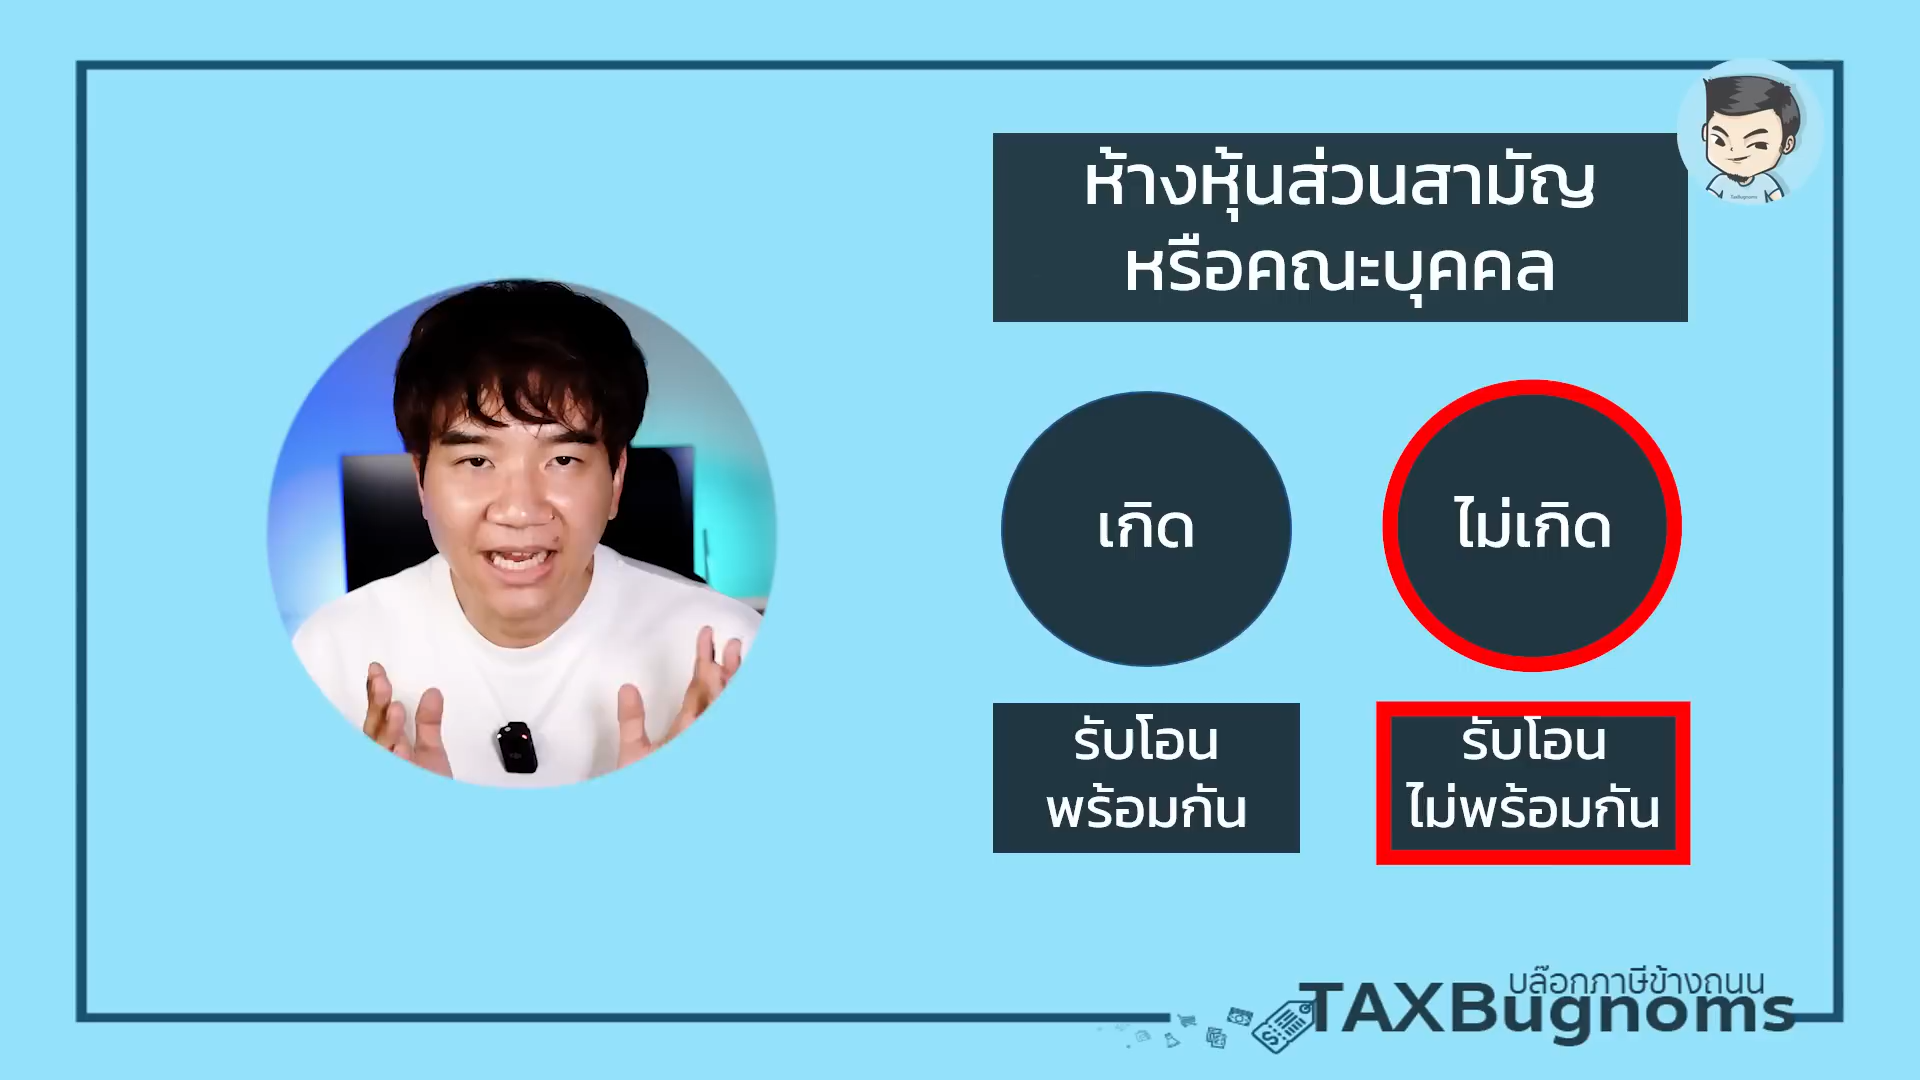 ห้างหุ้นส่วนสามัญ
หรือคณะบุคคล
เกิด
ไม่เกิด
รับโอน
พร้อมกัน
รับโอน
ไม่พร้อมกัน
บล๊อกภาษีข้างถนน
TAXBugnoms